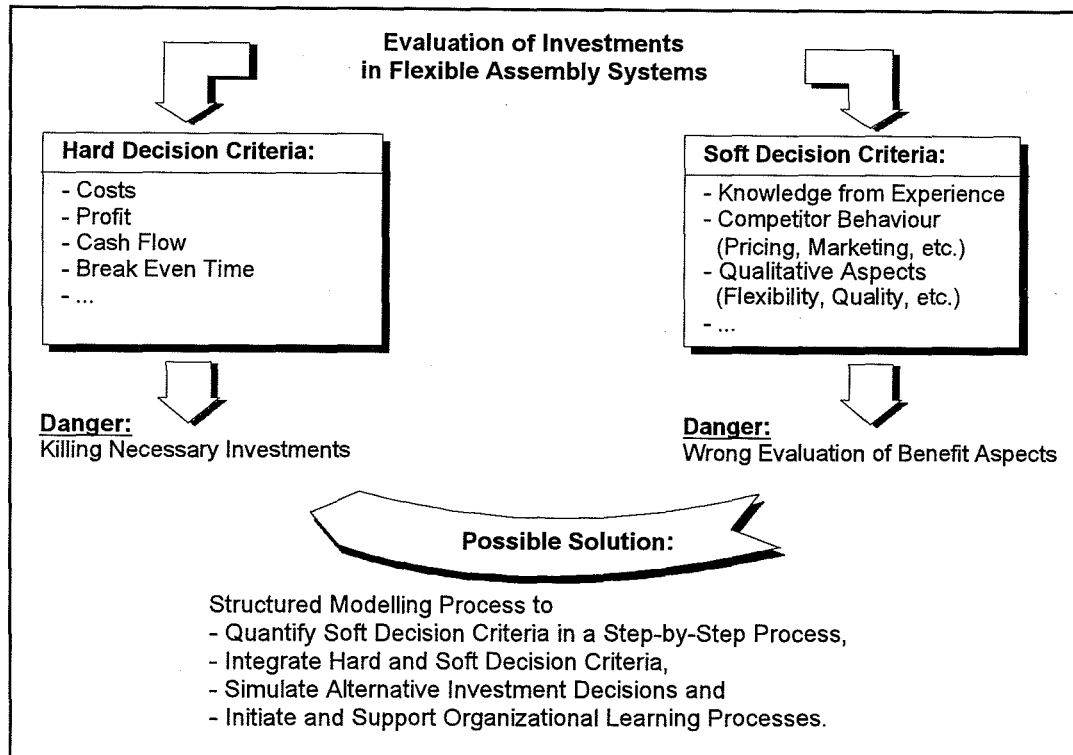 Evaluation of Investments
in Flexible Assembly Systems
Hard Decision Criteria:
- Costs
- Profit
- Cash Flow
- Break Even Time
- ...
Danger:
Killing Necessary Investments
Soft Decision Criteria:
- Knowledge from Experience
- Competitor Behaviour
(Pricing, Marketing, etc.)
- Qualitative Aspects
(Flexibility, Quality, etc.)
- ...
Danger:
Wrong Evaluation of Benefit Aspects
Possible Solution:
Structured Modelling Process to
- Quantify Soft Decision Criteria in a Step-by-Step Process,
- Integrate Hard and Soft Decision Criteria,
- Simulate Alternative Investment Decisions and
- Initiate and Support Organizational Learning Processes.